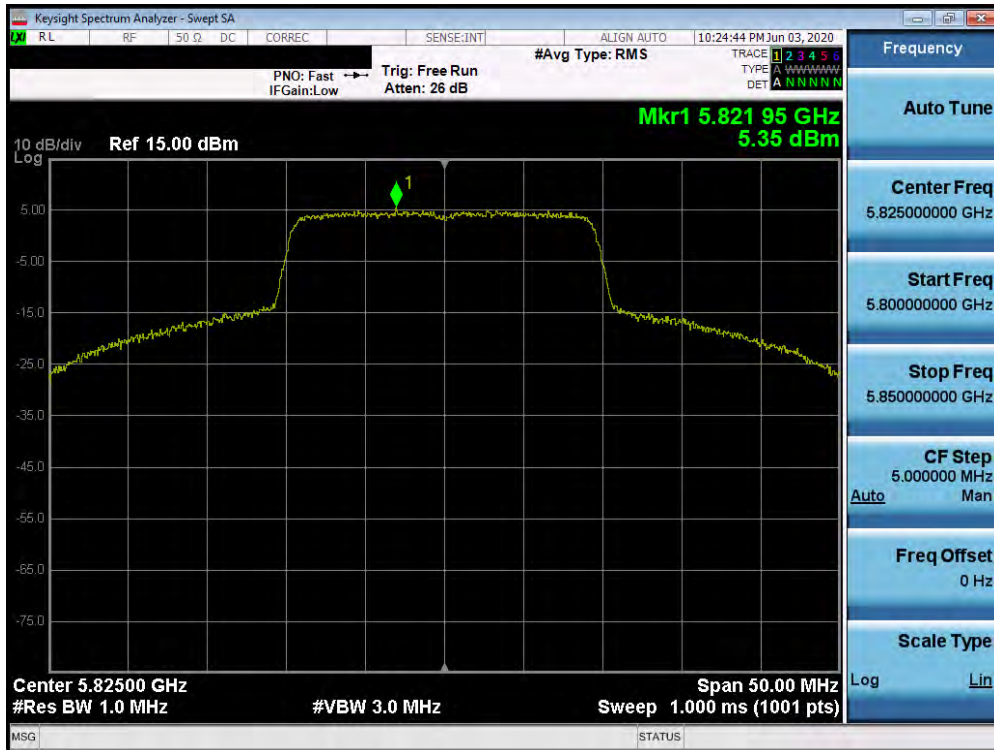 Keysight Spectrum Analyzer - Swept SA
LXI RL RF 50 Ω DC CORREC SENSE:INT ALIGN AUTO 10:24:44 PM Jun 03, 2020
#Avg Type: RMS TRACE 1 2 3 4 5 6
PNO: Fast Trig: Free Run TYPE A WWWWW
IFGain:Low Atten: 26 dB DET A N N N N N
Mkr1 5.821 95 GHz
5.35 dBm
10 dB/div Ref 15.00 dBm
Log
1
5.00
-5.00
-15.0
-25.0
-35.0
-45.0
-55.0
-65.0
-75.0
Center 5.82500 GHz Span 50.00 MHz
#Res BW 1.0 MHz #VBW 3.0 MHz Sweep 1.000 ms (1001 pts)
MSG STATUS
Frequency
Auto Tune
Center Freq
5.825000000 GHz
Start Freq
5.800000000 GHz
Stop Freq
5.850000000 GHz
CF Step
5.000000 MHz
Auto Man
Freq Offset
0 Hz
Scale Type
Log Lin